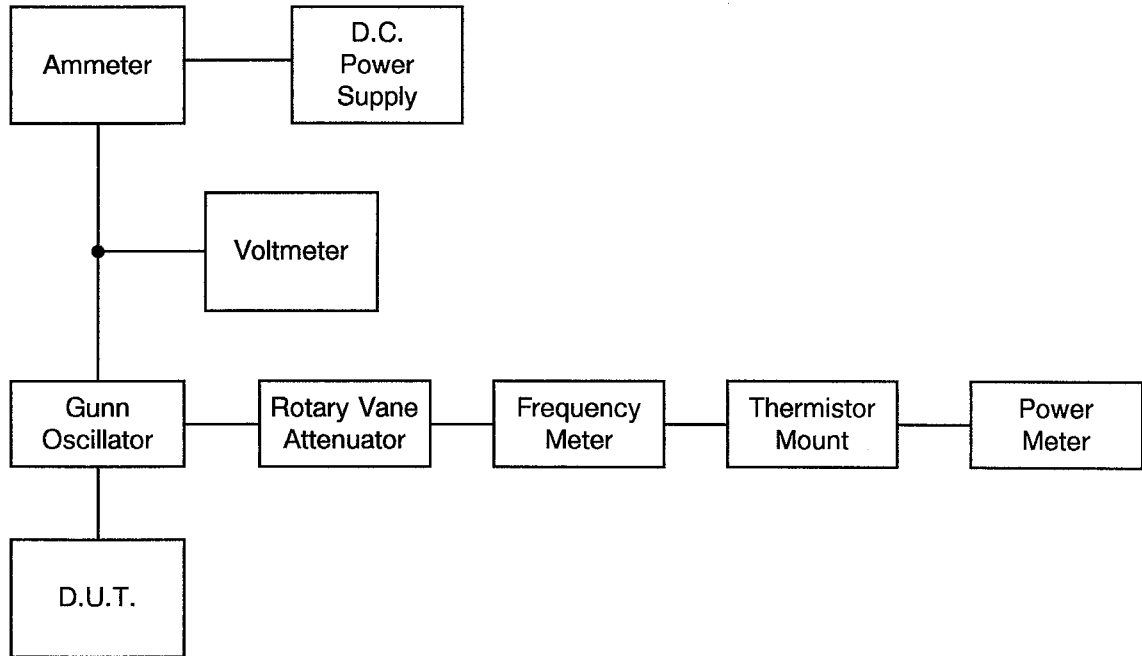 Ammeter
D.C.
Power
Supply
Voltmeter
Gunn
Oscillator
Rotary Vane
Attenuator
Frequency
Meter
Thermistor
Mount
Power
Meter
D.U.T.